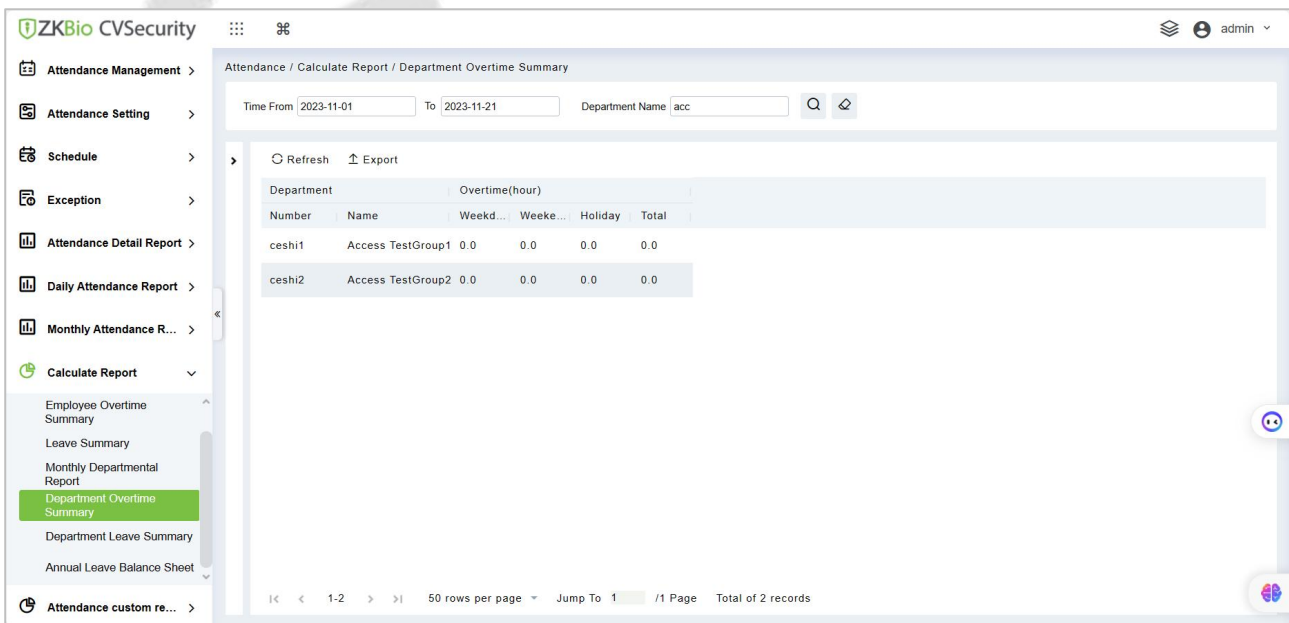 ZKBio CVSecurity
admin
Attendance Management
Attendance Setting
Schedule
Exception
Attendance Detail Report
Daily Attendance Report
Monthly Attendance R...
Calculate Report
Employee Overtime
Summary
Leave Summary
Monthly Departmental
Report
Department Overtime
Summary
Department Leave Summary
Annual Leave Balance Sheet
Attendance custom re...
Attendance / Calculate Report / Department Overtime Summary
Time From 2023-11-01 To 2023-11-21 Department Name acc
Refresh Export
Department Overtime(hour)
Number Name Weekd... Weeke... Holiday Total
ceshi1 Access TestGroup1 0.0 0.0 0.0 0.0
ceshi2 Access TestGroup2 0.0 0.0 0.0 0.0
1-2 50 rows per page Jump To 1 /1 Page Total of 2 records